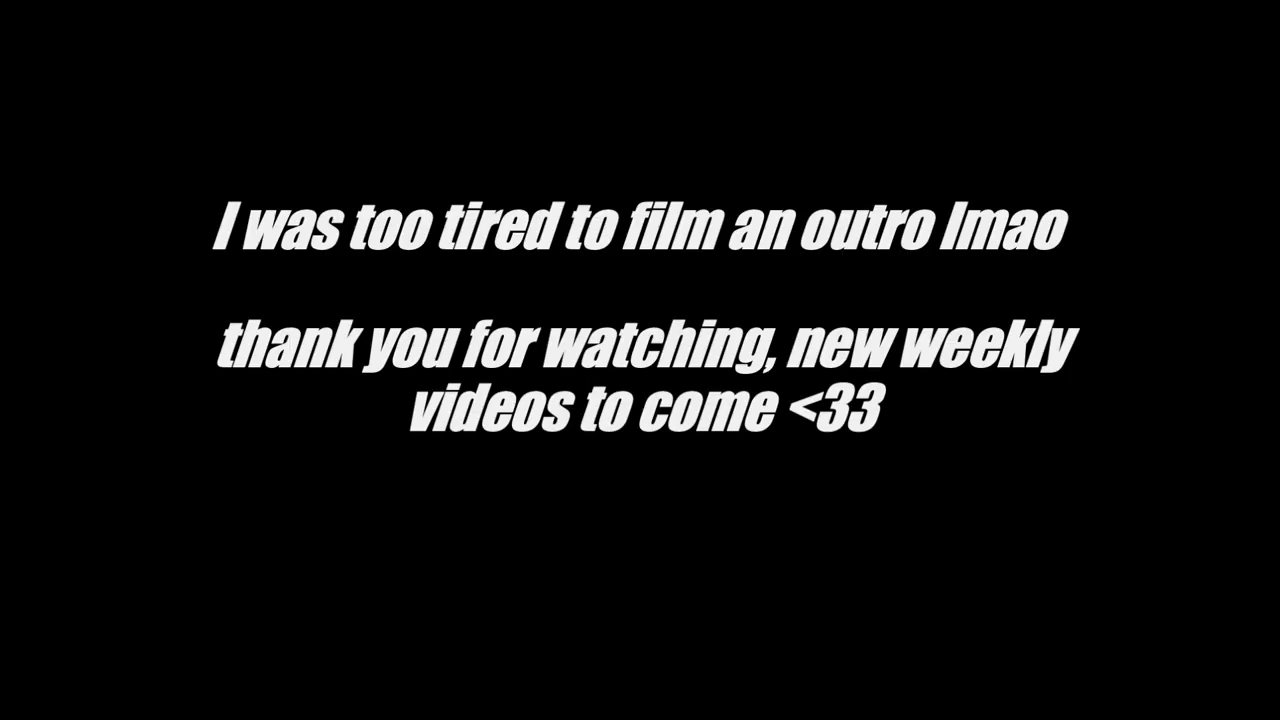 I was too tired to film an outro lmao
thank you for watching, new weekly
videos to come <33